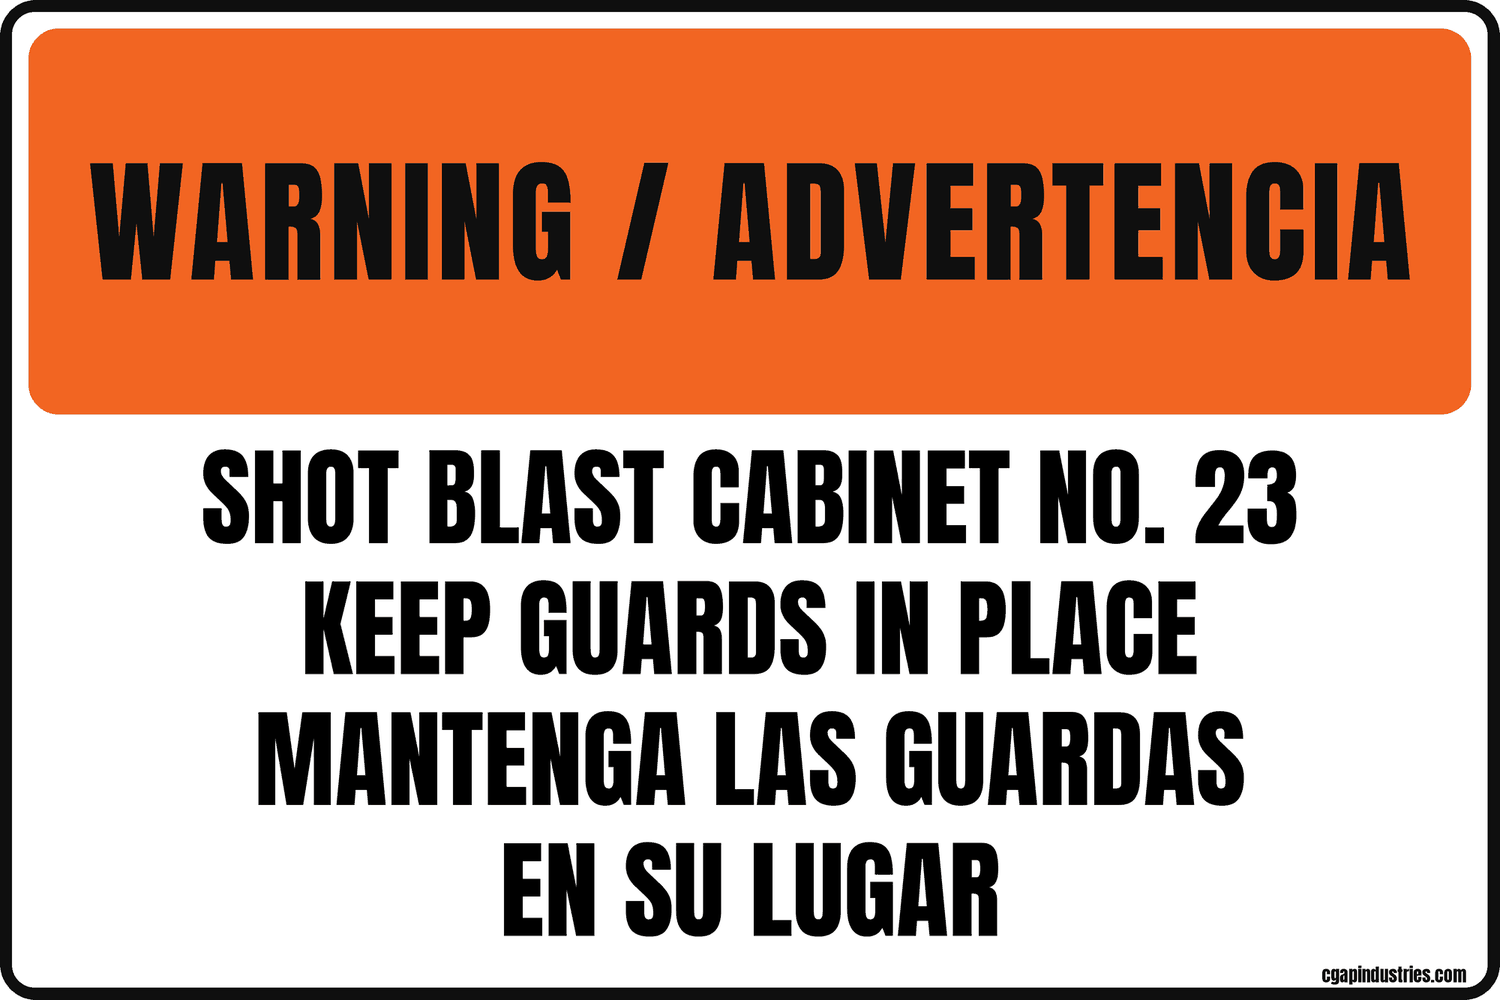 WARNING / ADVERTENCIA
SHOT BLAST CABINET NO. 23
KEEP GUARDS IN PLACE
MANTENGA LAS GUARDAS
EN SU LUGAR
cgapindustries.com